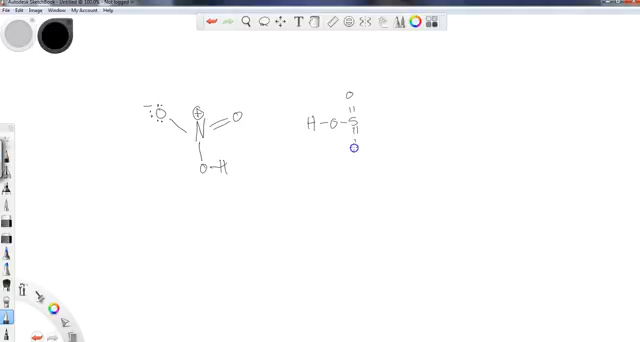 Autodesk SketchBook - Untitled @ 100.0% - Not logged in
File Edit Image Window My Account Help
T
O
O + O
H - O - S
N
O
O - H